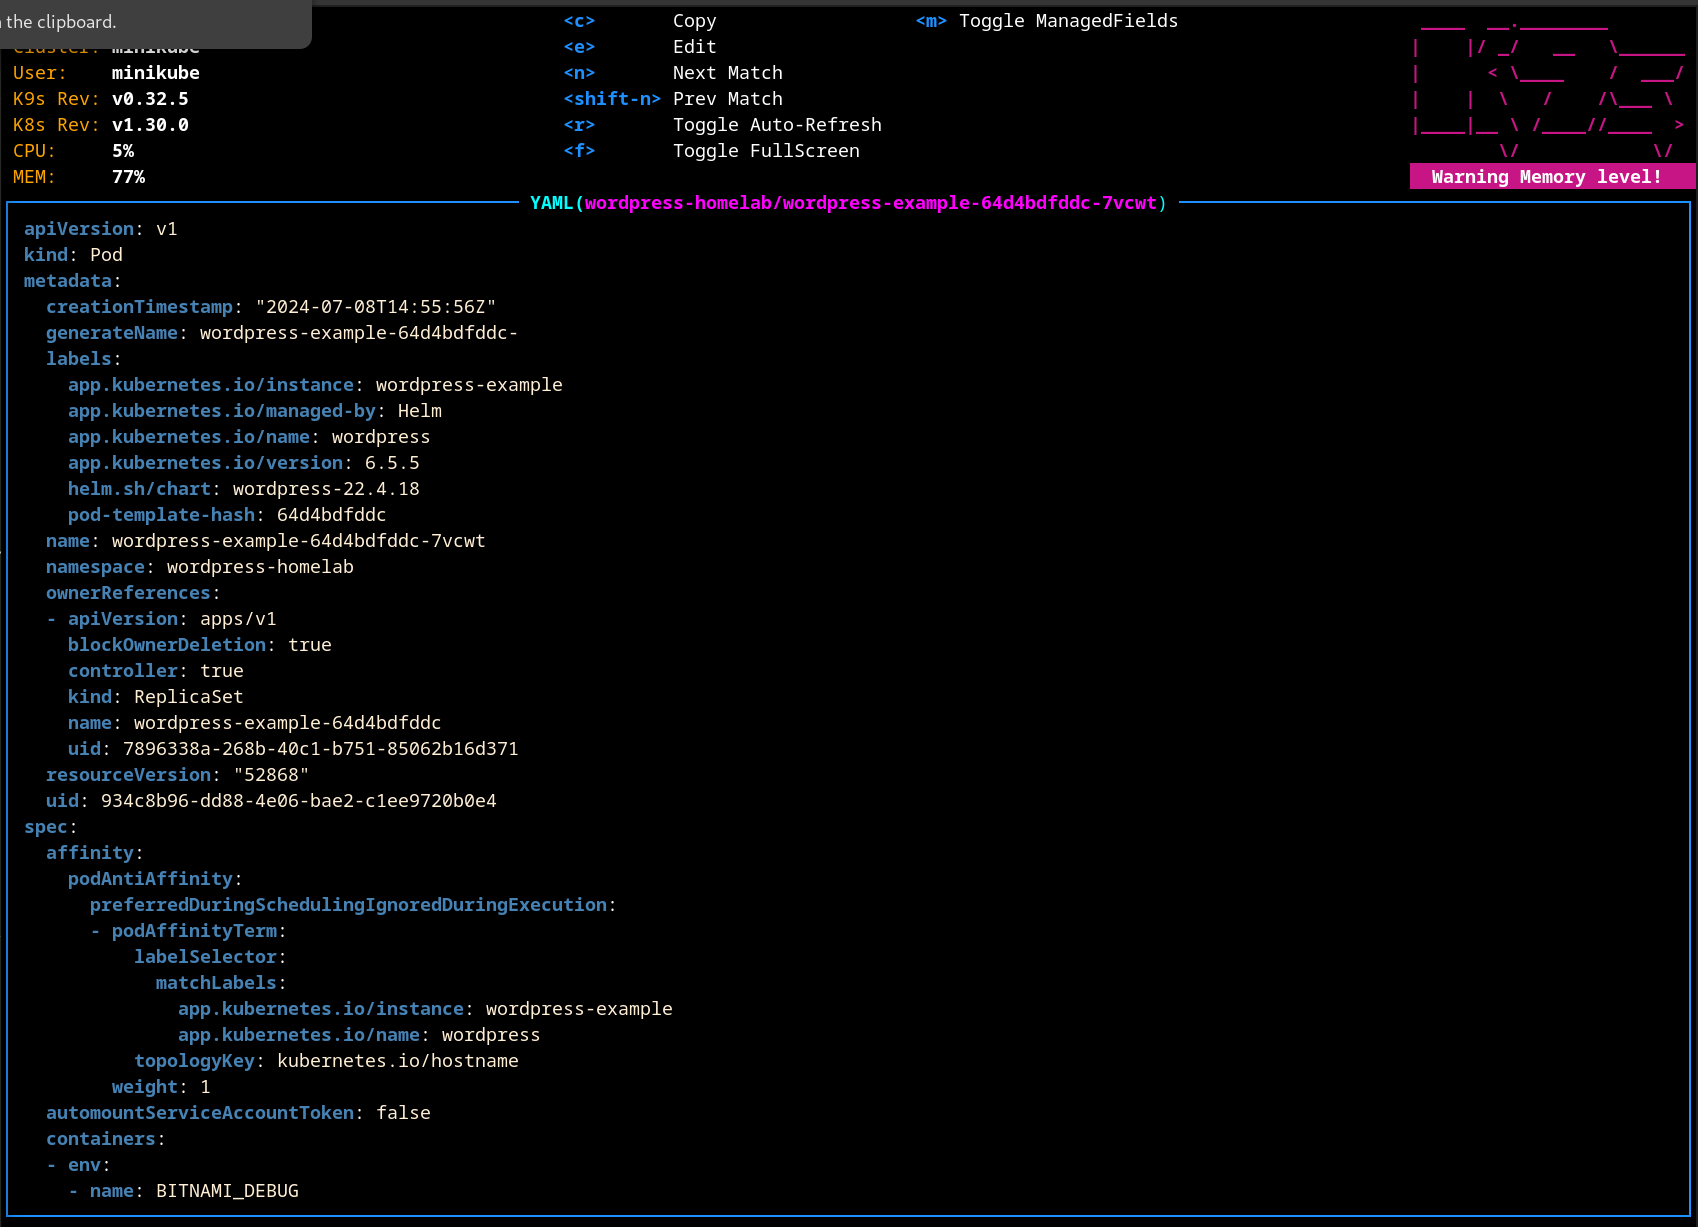 the clipboard.
Cluster: minikube
User: minikube
K9s Rev: v0.32.5
K8s Rev: v1.30.0
CPU: 5%
MEM: 77%
<c> Copy
<e> Edit
<n> Next Match
<shift-n> Prev Match
<r> Toggle Auto-Refresh
<f> Toggle FullScreen
<m> Toggle ManagedFields
Warning Memory level!
YAML(wordpress-homelab/wordpress-example-64d4bdfddc-7vcwt)
apiVersion: v1
kind: Pod
metadata:
  creationTimestamp: "2024-07-08T14:55:56Z"
  generateName: wordpress-example-64d4bdfddc-
  labels:
    app.kubernetes.io/instance: wordpress-example
    app.kubernetes.io/managed-by: Helm
    app.kubernetes.io/name: wordpress
    app.kubernetes.io/version: 6.5.5
    helm.sh/chart: wordpress-22.4.18
    pod-template-hash: 64d4bdfddc
  name: wordpress-example-64d4bdfddc-7vcwt
  namespace: wordpress-homelab
  ownerReferences:
  - apiVersion: apps/v1
    blockOwnerDeletion: true
    controller: true
    kind: ReplicaSet
    name: wordpress-example-64d4bdfddc
    uid: 7896338a-268b-40c1-b751-85062b16d371
  resourceVersion: "52868"
  uid: 934c8b96-dd88-4e06-bae2-c1ee9720b0e4
spec:
  affinity:
    podAntiAffinity:
      preferredDuringSchedulingIgnoredDuringExecution:
      - podAffinityTerm:
          labelSelector:
            matchLabels:
              app.kubernetes.io/instance: wordpress-example
              app.kubernetes.io/name: wordpress
          topologyKey: kubernetes.io/hostname
        weight: 1
  automountServiceAccountToken: false
  containers:
  - env:
    - name: BITNAMI_DEBUG